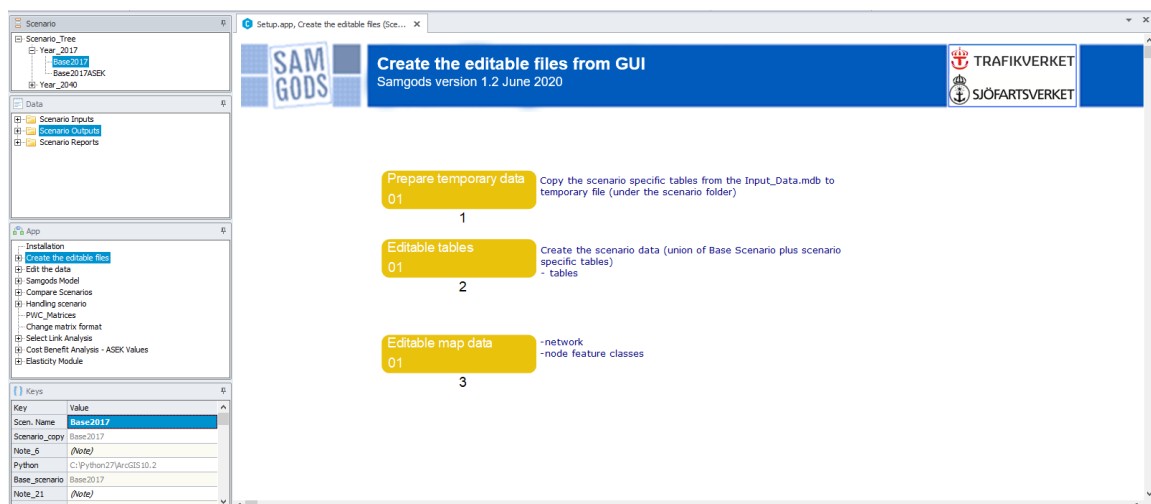 Scenario
Scenario_Tree
Year_2017
Base2017
Base2017ASEK
Year_2040
Data
Scenario Inputs
Scenario Outputs
Scenario Reports
App
Installation
Create the editable files
Edit the data
Samgods Model
Compare Scenarios
Handling scenario
PWC_Matrices
Change matrix format
Select Link Analysis
Cost Benefit Analysis - ASEK Values
Elasticity Module
Keys
Key Value
Scen. Name Base2017
Scenario_copy Base2017
Note_6 (Note)
Python C:\Python27\ArcGIS10.2
Base_scenario Base2017
Note_21 (Note)
Setup.app, Create the editable files (Sce...
SAM
GODS
Create the editable files from GUI
Samgods version 1.2 June 2020
TRAFIKVERKET
SJÖFARTSVERKET
Prepare temporary data
01
1
Copy the scenario specific tables from the Input_Data.mdb to
temporary file (under the scenario folder)
Editable tables
01
2
Create the scenario data (union of Base Scenario plus scenario
specific tables)
- tables
Editable map data
01
3
-network
-node feature classes